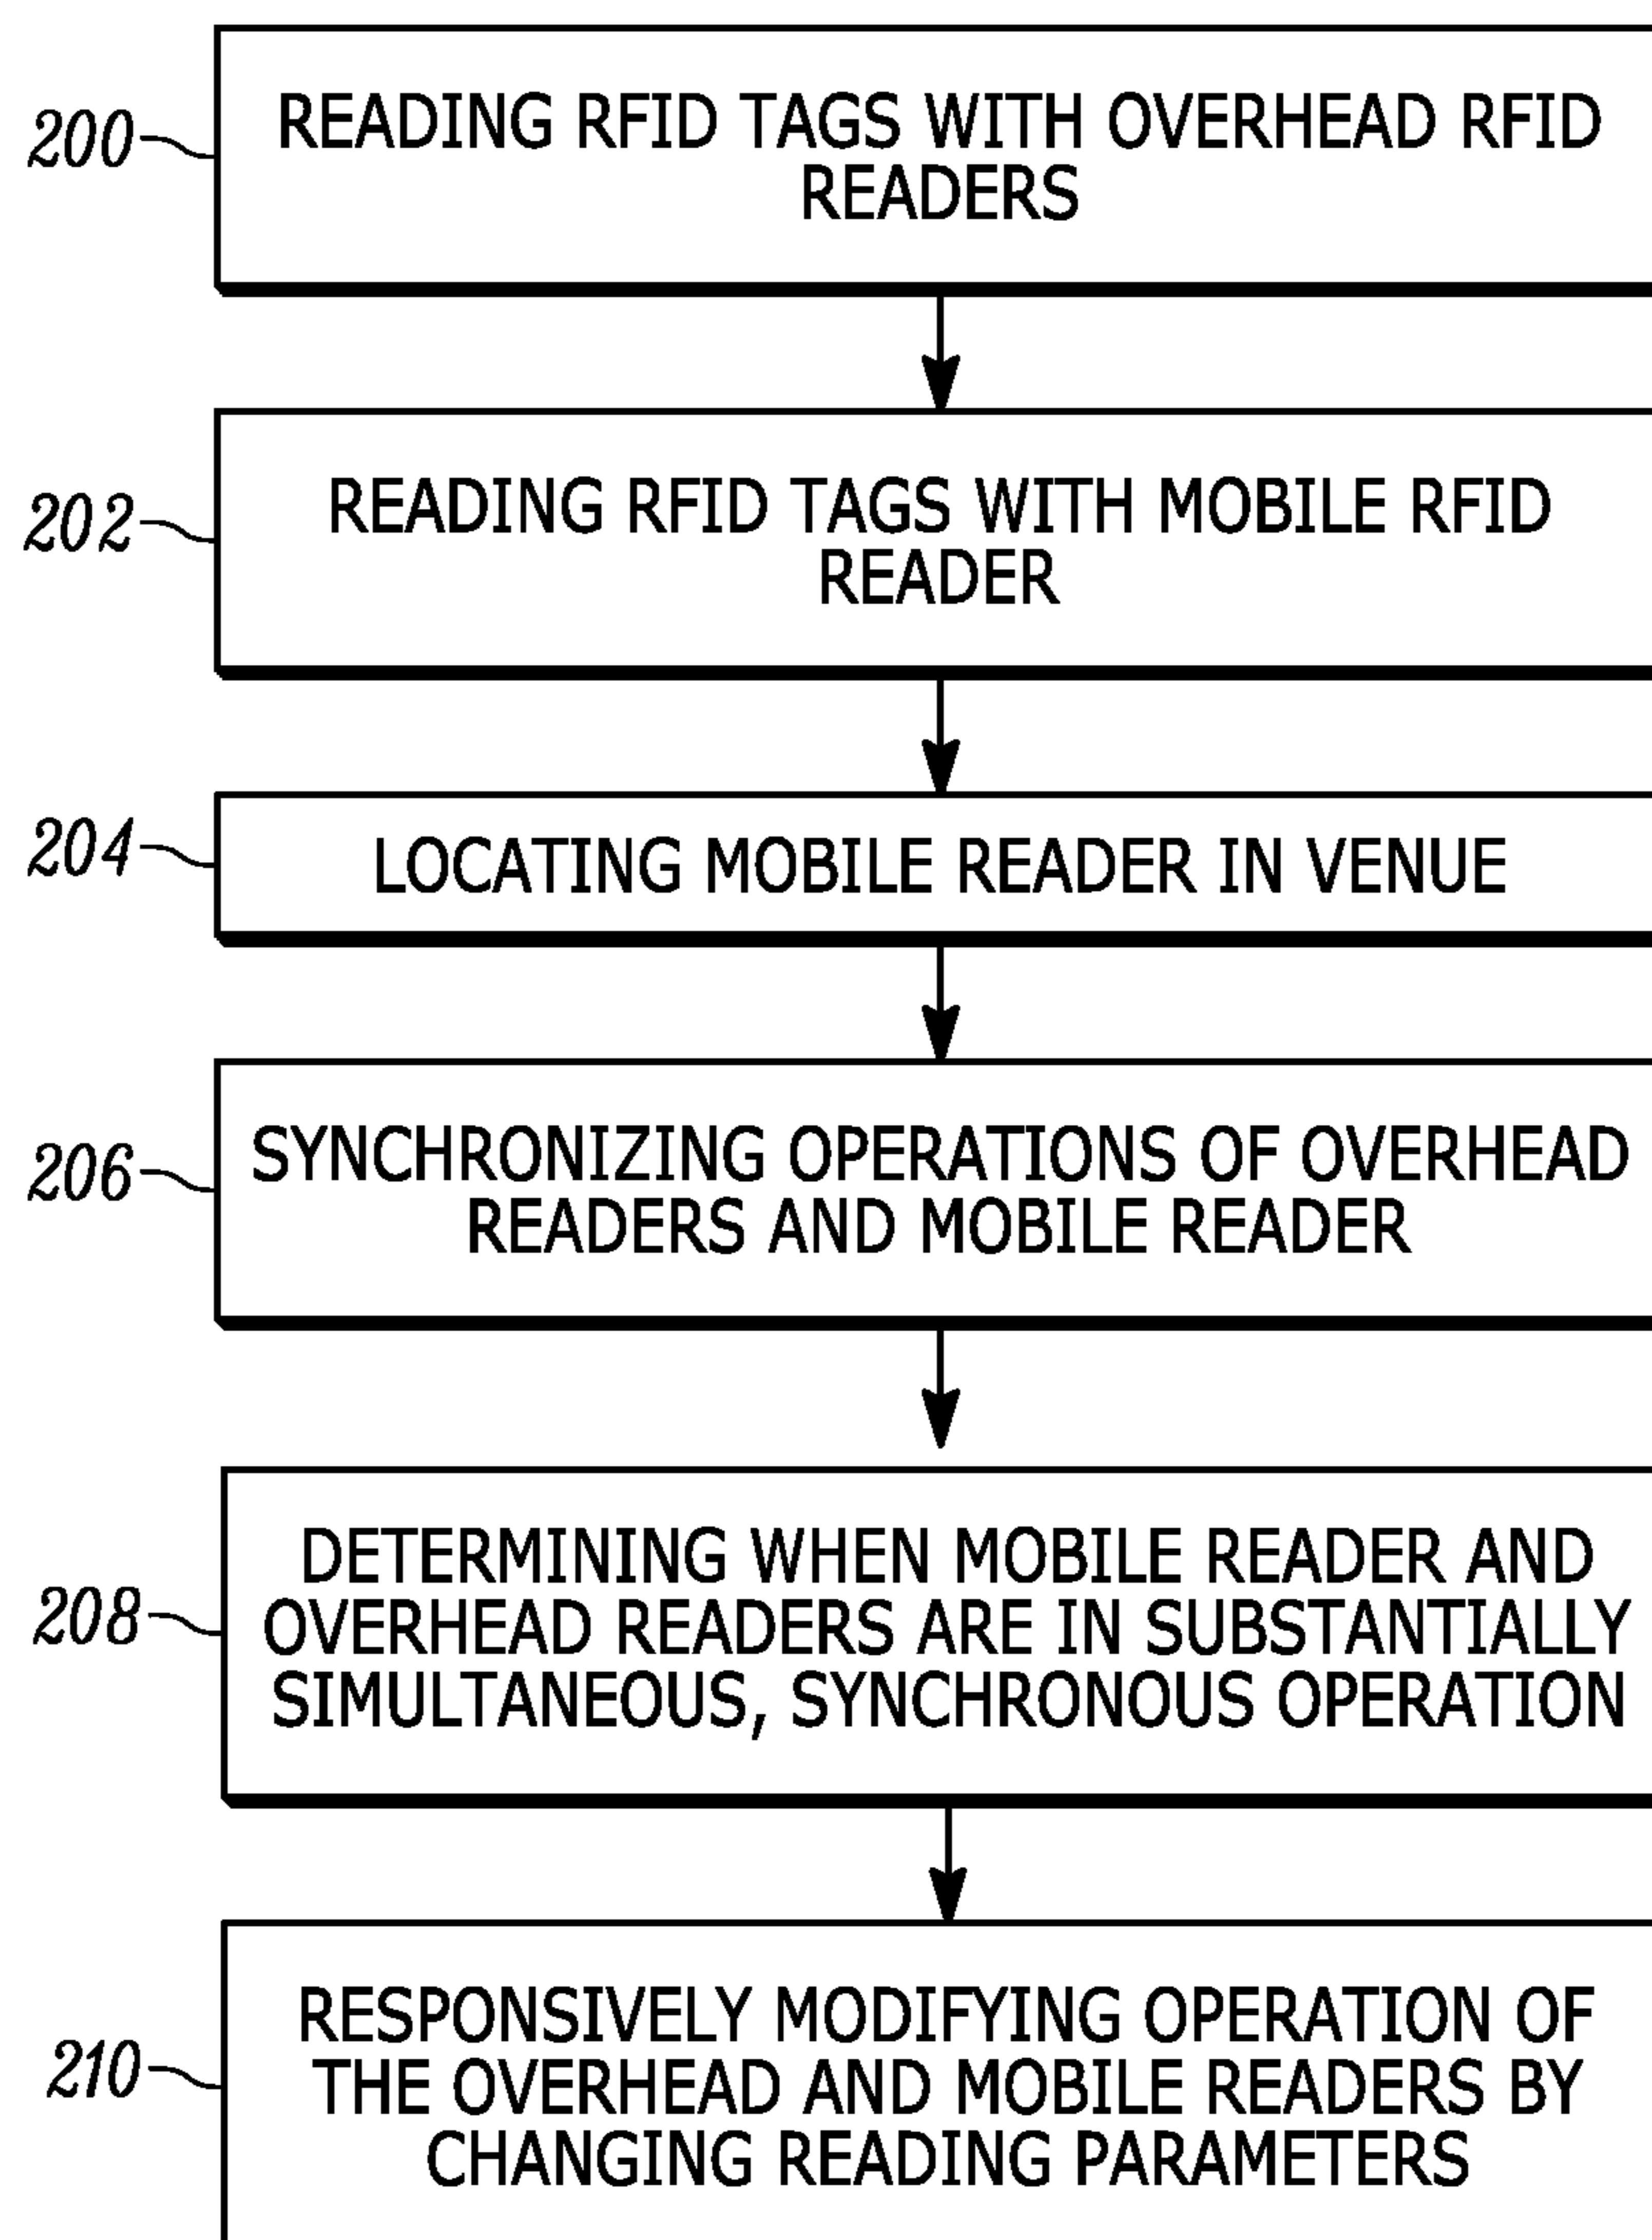 200
READING RFID TAGS WITH OVERHEAD RFID
READERS
202
READING RFID TAGS WITH MOBILE RFID
READER
204
LOCATING MOBILE READER IN VENUE
206
SYNCHRONIZING OPERATIONS OF OVERHEAD
READERS AND MOBILE READER
208
DETERMINING WHEN MOBILE READER AND
OVERHEAD READERS ARE IN SUBSTANTIALLY
SIMULTANEOUS, SYNCHRONOUS OPERATION
210
RESPONSIVELY MODIFYING OPERATION OF
THE OVERHEAD AND MOBILE READERS BY
CHANGING READING PARAMETERS